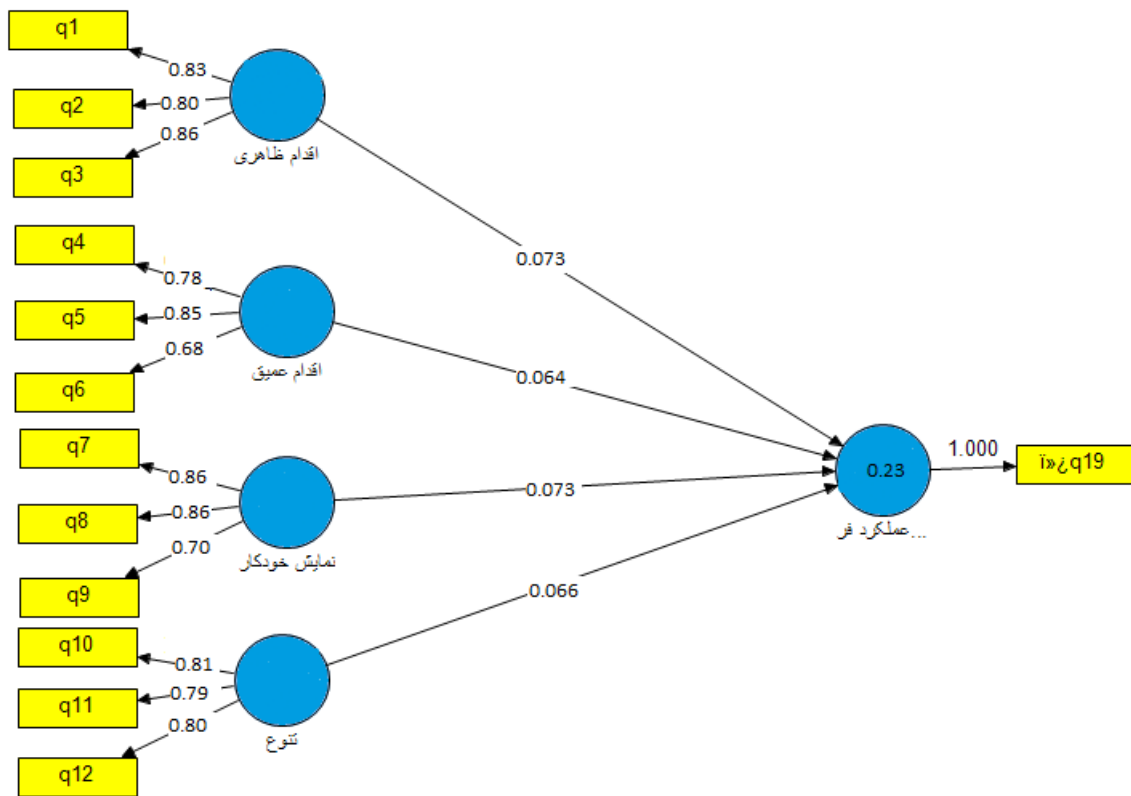 q1
0.83
q2
0.80
0.86
q3
اقدام ظاهری
0.073
q4
0.78
q5
0.85
0.68
q6
اقدام عمیق
0.064
q7
0.86
q8
0.86
0.70
q9
نمایش خودکار
0.073
0.23
عملکرد فر...
1.000
ï»¿q19
q10
0.81
q11
0.79
0.80
q12
تنوع
0.066